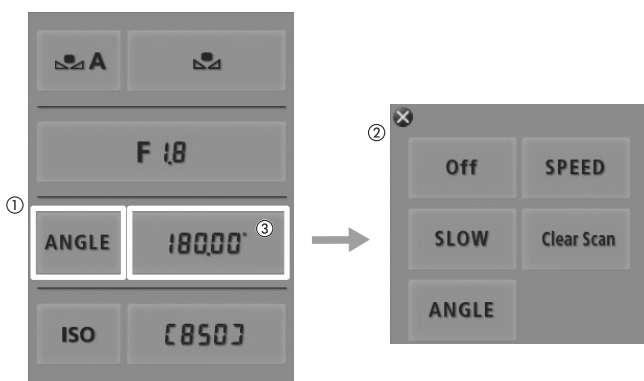 A
F 1.8
① ANGLE 180.00° ③
ISO [850]
②
Off SPEED
SLOW Clear Scan
ANGLE